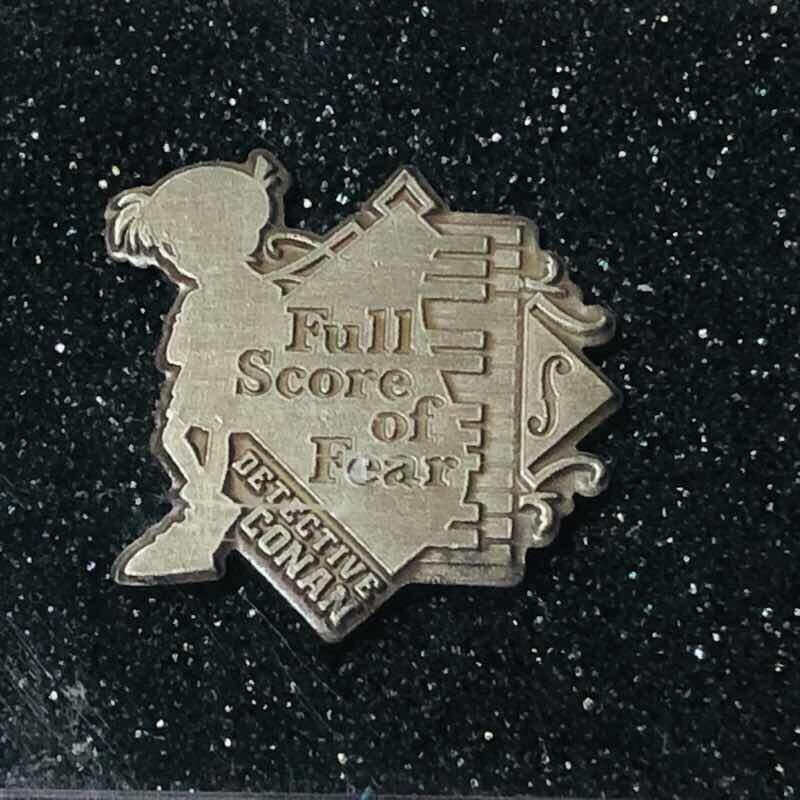 Full
Score
of
Fear
DETECTIVE
CONAN